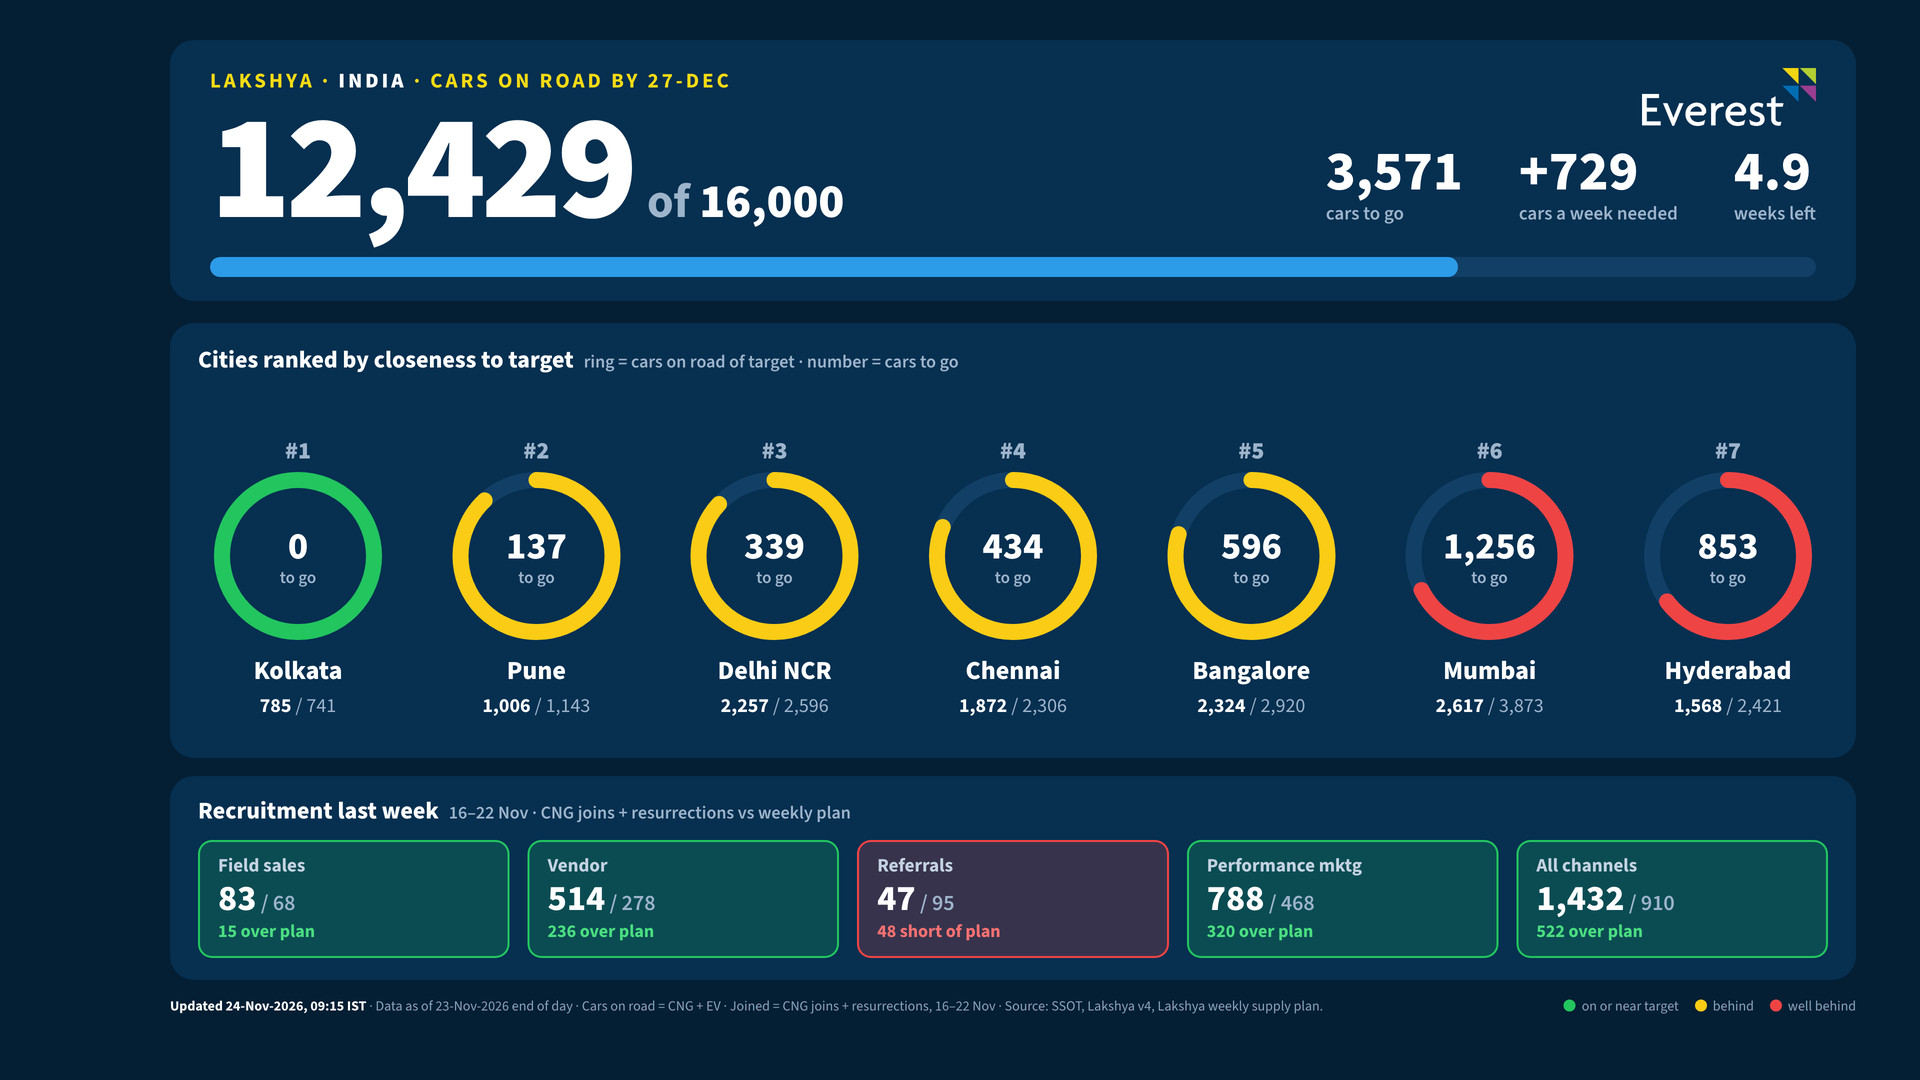 LAKSHYA · INDIA · CARS ON ROAD BY 27-DEC
Everest
12,429 of 16,000
3,571 +729 4.9
cars to go cars a week needed weeks left
Cities ranked by closeness to target ring = cars on road of target · number = cars to go
#1 #2 #3 #4 #5 #6 #7
0 137 339 434 596 1,256 853
to go to go to go to go to go to go to go
Kolkata Pune Delhi NCR Chennai Bangalore Mumbai Hyderabad
785 / 741 1,006 / 1,143 2,257 / 2,596 1,872 / 2,306 2,324 / 2,920 2,617 / 3,873 1,568 / 2,421
Recruitment last week 16–22 Nov · CNG joins + resurrections vs weekly plan
Field sales Vendor Referrals Performance mktg All channels
83 / 68 514 / 278 47 / 95 788 / 468 1,432 / 910
15 over plan 236 over plan 48 short of plan 320 over plan 522 over plan
Updated 24-Nov-2026, 09:15 IST · Data as of 23-Nov-2026 end of day · Cars on road = CNG + EV · Joined = CNG joins + resurrections, 16–22 Nov · Source: SSOT, Lakshya v4, Lakshya weekly supply plan. on or near target behind well behind